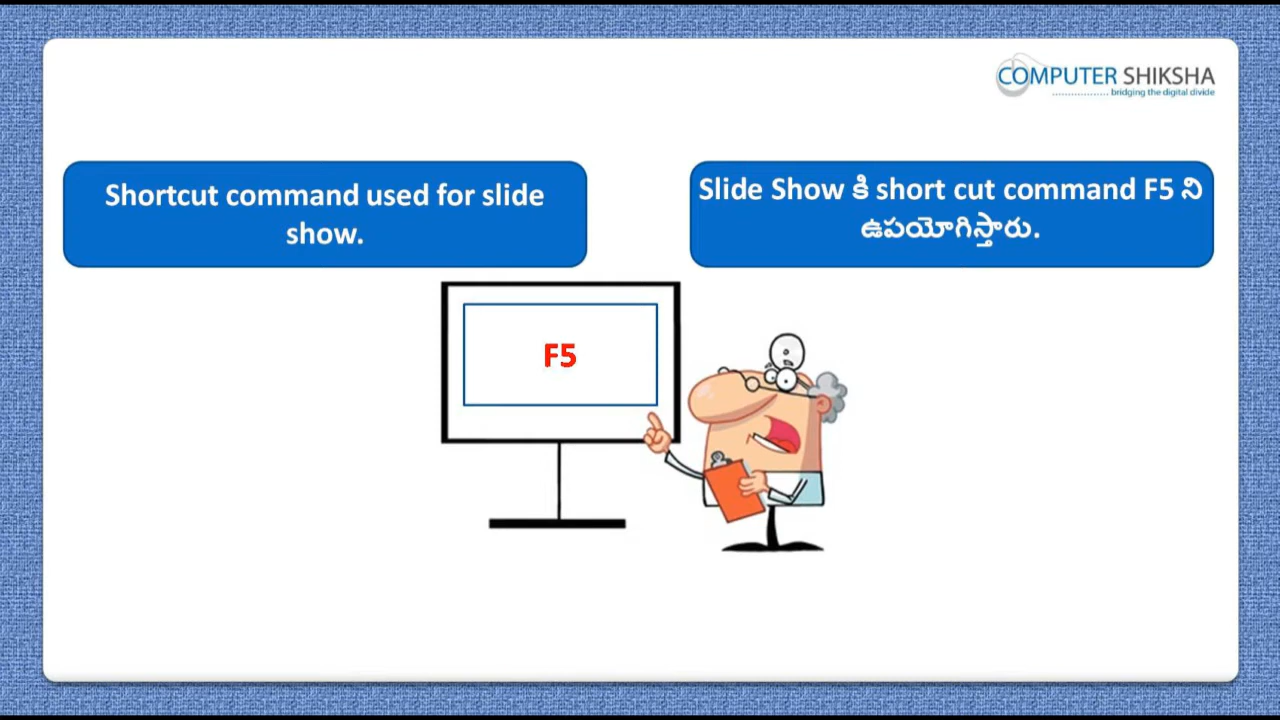 COMPUTER SHIKSHA
bridging the digital divide
Shortcut command used for slide
show.
Slide Show కి short cut command F5 ని
ఉపయోగిస్తారు.
F5